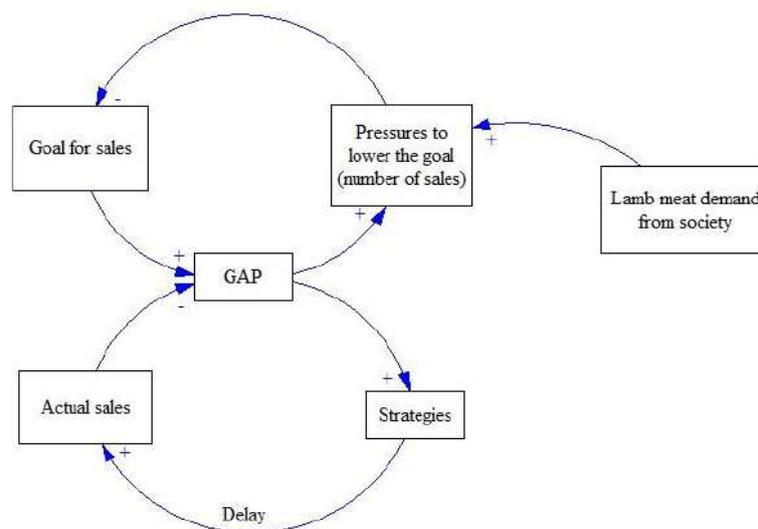 -
Goal for sales
Pressures to
lower the goal
(number of sales)
+
+
Lamb meat demand
from society
+
GAP
-
+
Actual sales
+
Strategies
Delay